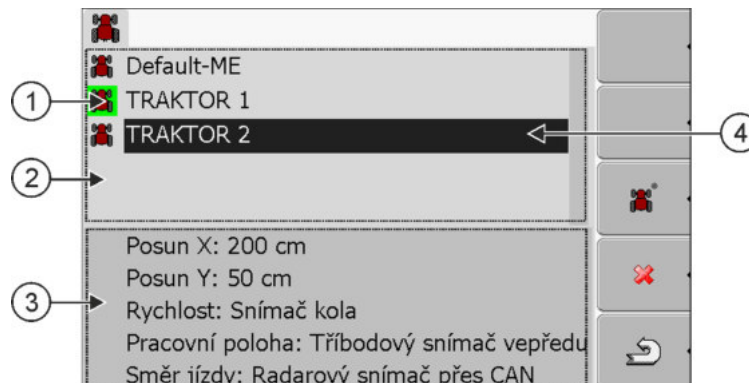 Default-ME
1
TRAKTOR 1
TRAKTOR 2
4
2
Posun X: 200 cm
Posun Y: 50 cm
3
Rychlost: Snímač kola
Pracovní poloha: Tříbodový snímač vepředu
Směr jízdy: Radarový snímač přes CAN